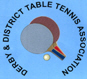 DERBY & DISTRICT TABLE TENNIS ASSOCIATION